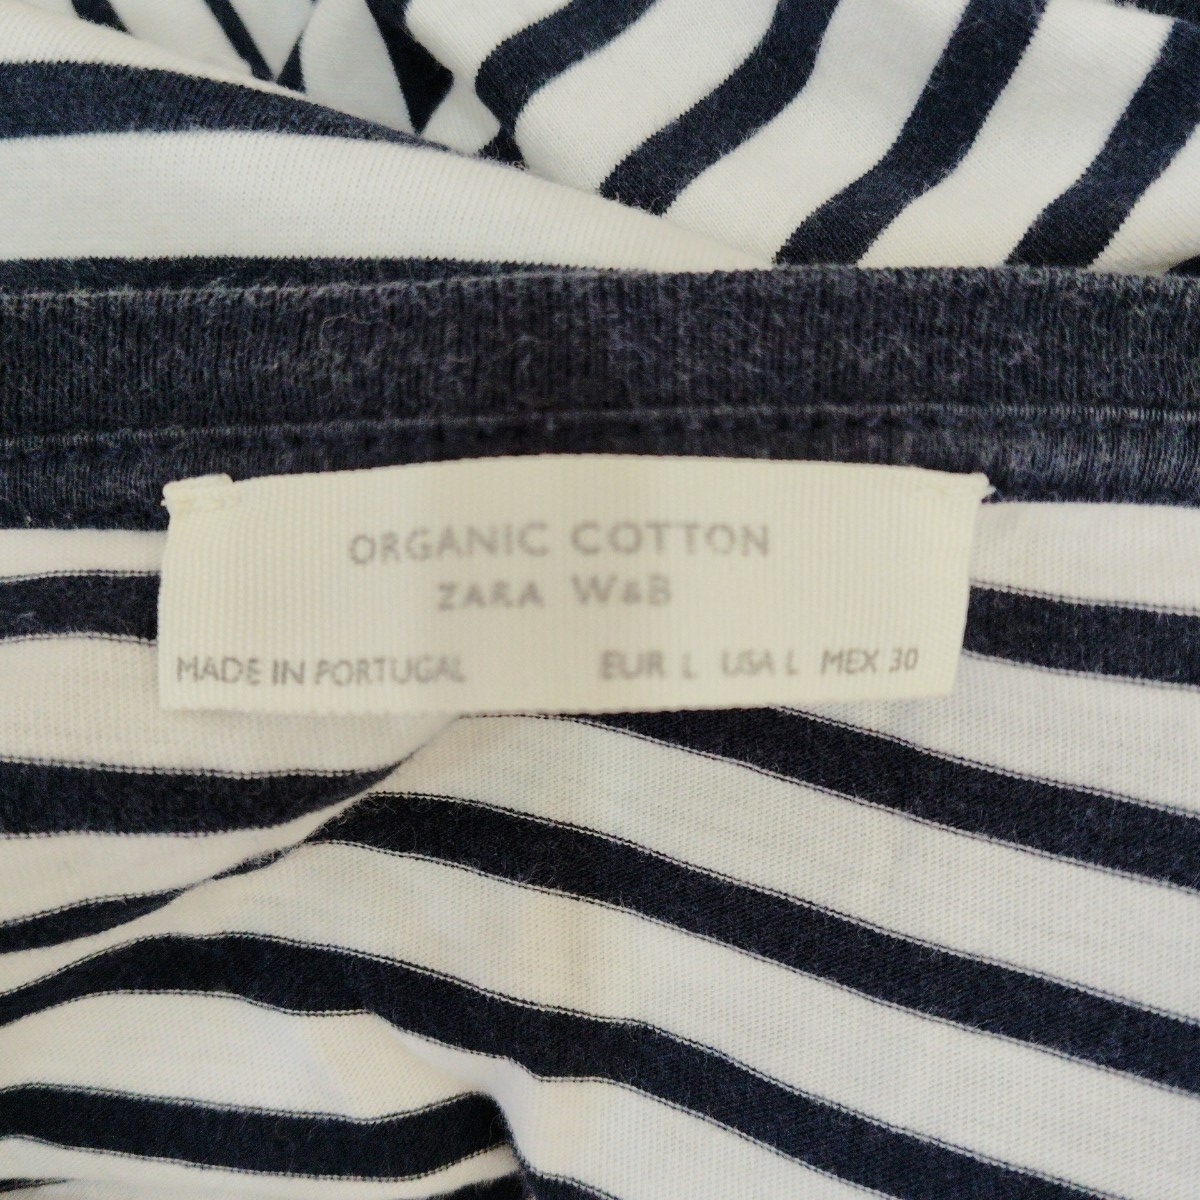 ORGANIC COTTON
ZARA W&B
MADE IN PORTUGAL EUR L USA L MEX 30